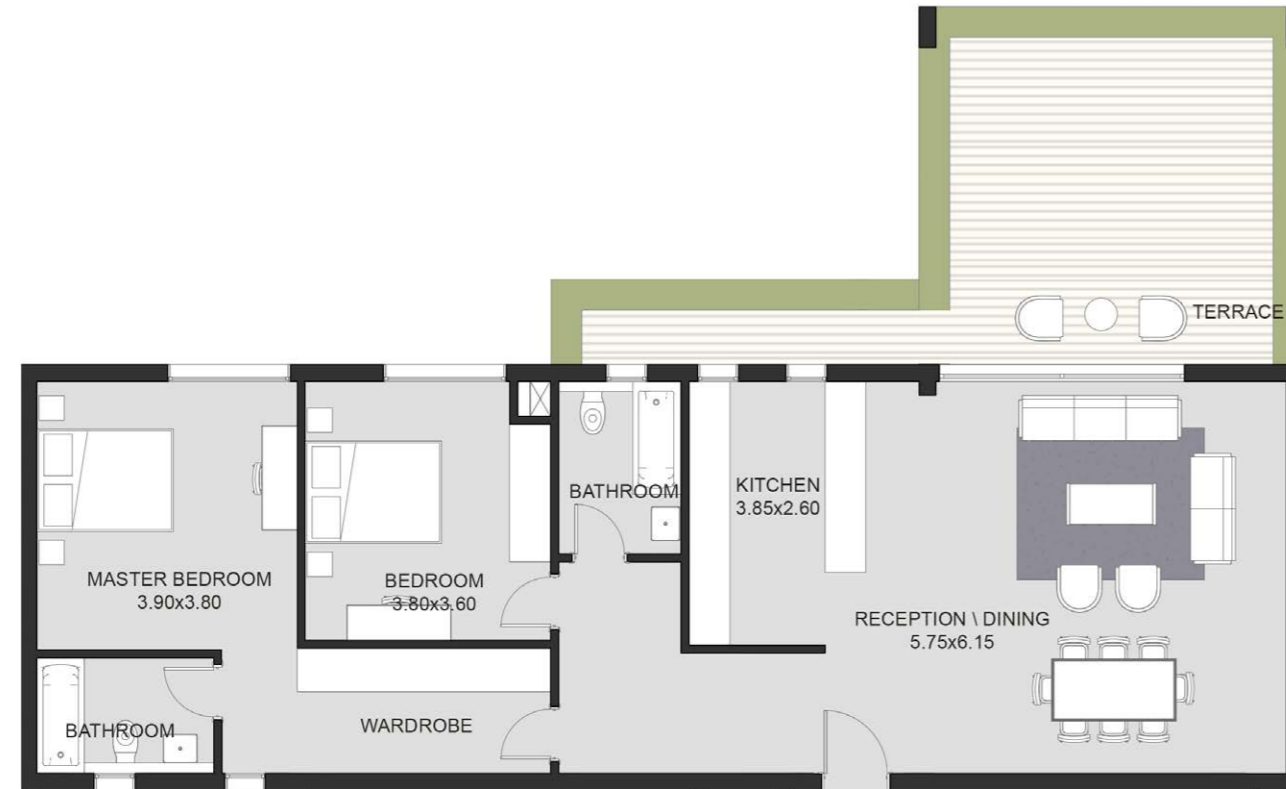 TERRACE
KITCHEN
3.85x2.60
BATHROOM
MASTER BEDROOM
3.90x3.80
BEDROOM
3.80x3.60
RECEPTION \ DINING
5.75x6.15
BATHROOM
WARDROBE